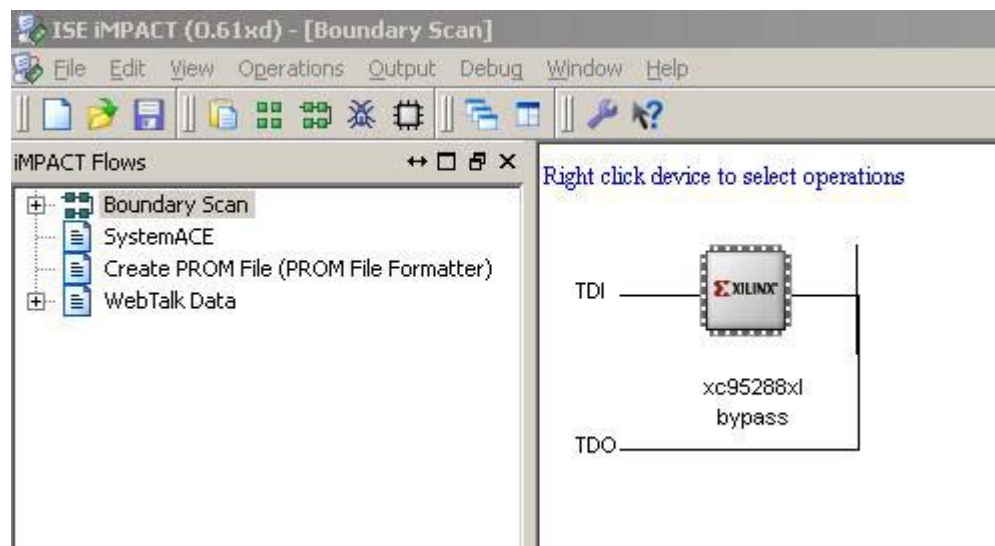 ISE iMPACT (0.61xd) - [Boundary Scan]
File Edit View Operations Output Debug Window Help
iMPACT Flows
Boundary Scan
SystemACE
Create PROM File (PROM File Formatter)
WebTalk Data
Right click device to select operations
TDI
XILINX
xc95288xl
bypass
TDO